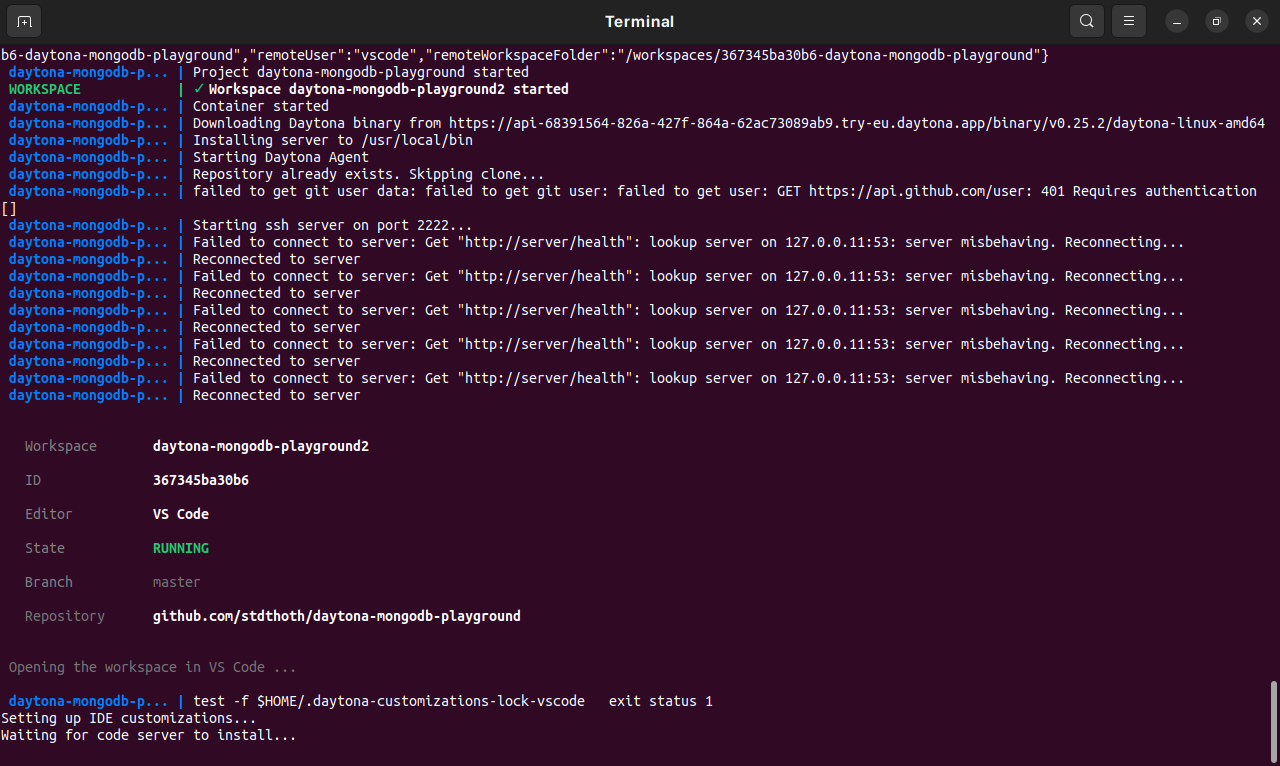 Terminal
b6-daytona-mongodb-playground","remoteUser":"vscode","remoteWorkspaceFolder":"/workspaces/367345ba30b6-daytona-mongodb-playground"}
daytona-mongodb-p... | Project daytona-mongodb-playground started
WORKSPACE | ✓ Workspace daytona-mongodb-playground2 started
daytona-mongodb-p... | Container started
daytona-mongodb-p... | Downloading Daytona binary from https://api-68391564-826a-427f-864a-62ac73089ab9.try-eu.daytona.app/binary/v0.25.2/daytona-linux-amd64
daytona-mongodb-p... | Installing server to /usr/local/bin
daytona-mongodb-p... | Starting Daytona Agent
daytona-mongodb-p... | Repository already exists. Skipping clone...
daytona-mongodb-p... | failed to get git user data: failed to get git user: failed to get user: GET https://api.github.com/user: 401 Requires authentication
[]
daytona-mongodb-p... | Starting ssh server on port 2222...
daytona-mongodb-p... | Failed to connect to server: Get "http://server/health": lookup server on 127.0.0.11:53: server misbehaving. Reconnecting...
daytona-mongodb-p... | Reconnected to server
daytona-mongodb-p... | Failed to connect to server: Get "http://server/health": lookup server on 127.0.0.11:53: server misbehaving. Reconnecting...
daytona-mongodb-p... | Reconnected to server
daytona-mongodb-p... | Failed to connect to server: Get "http://server/health": lookup server on 127.0.0.11:53: server misbehaving. Reconnecting...
daytona-mongodb-p... | Reconnected to server
daytona-mongodb-p... | Failed to connect to server: Get "http://server/health": lookup server on 127.0.0.11:53: server misbehaving. Reconnecting...
daytona-mongodb-p... | Reconnected to server
daytona-mongodb-p... | Failed to connect to server: Get "http://server/health": lookup server on 127.0.0.11:53: server misbehaving. Reconnecting...
daytona-mongodb-p... | Reconnected to server
Workspace daytona-mongodb-playground2
ID 367345ba30b6
Editor VS Code
State RUNNING
Branch master
Repository github.com/stdthoth/daytona-mongodb-playground
Opening the workspace in VS Code ...
daytona-mongodb-p... | test -f $HOME/.daytona-customizations-lock-vscode exit status 1
Setting up IDE customizations...
Waiting for code server to install...